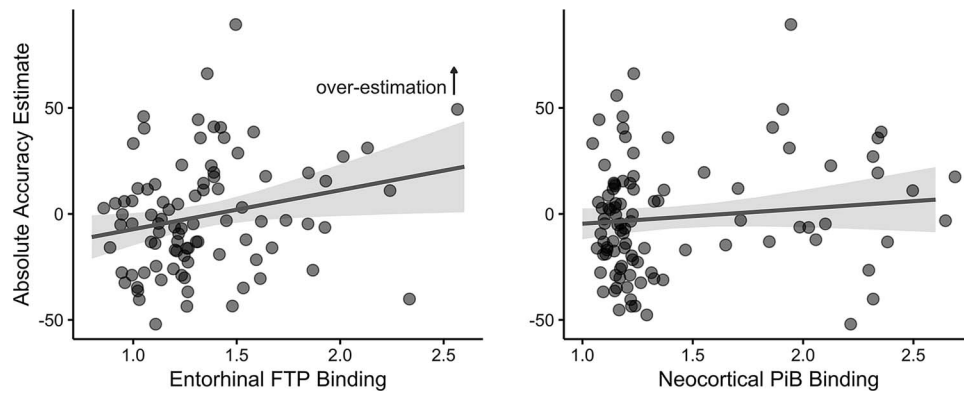 Absolute Accuracy Estimate
50
0
-50
over-estimation
1.0 1.5 2.0 2.5
Entorhinal FTP Binding
50
0
-50
1.0 1.5 2.0 2.5
Neocortical PiB Binding